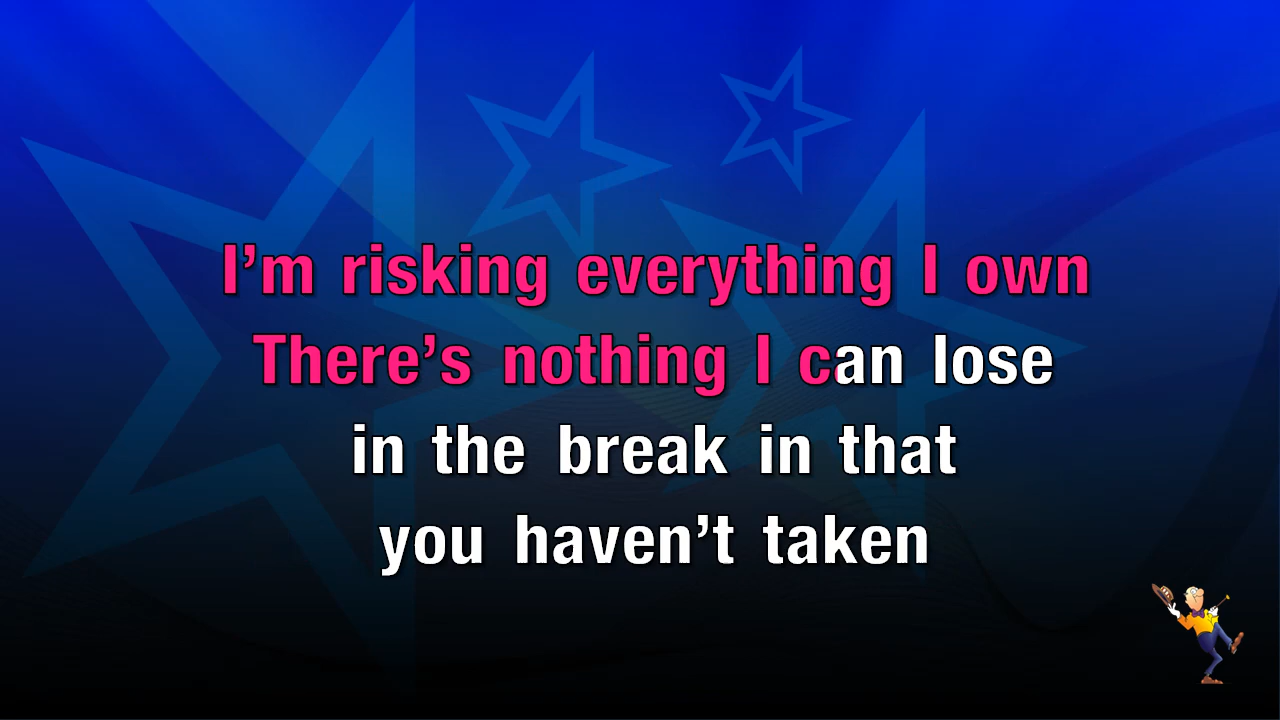 I’m risking everything I own
There’s nothing I can lose
in the break in that
you haven’t taken